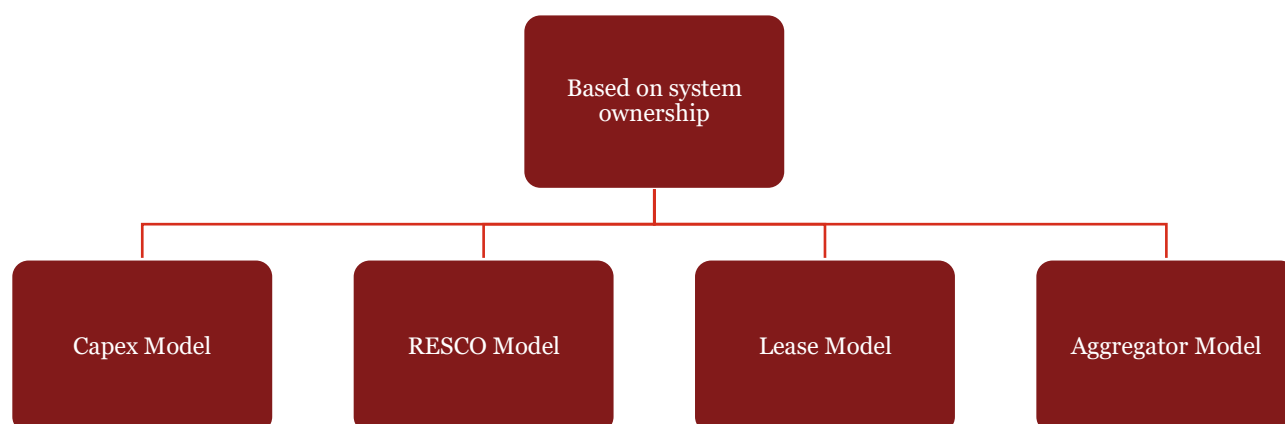 Based on system
ownership
Capex Model
RESCO Model
Lease Model
Aggregator Model